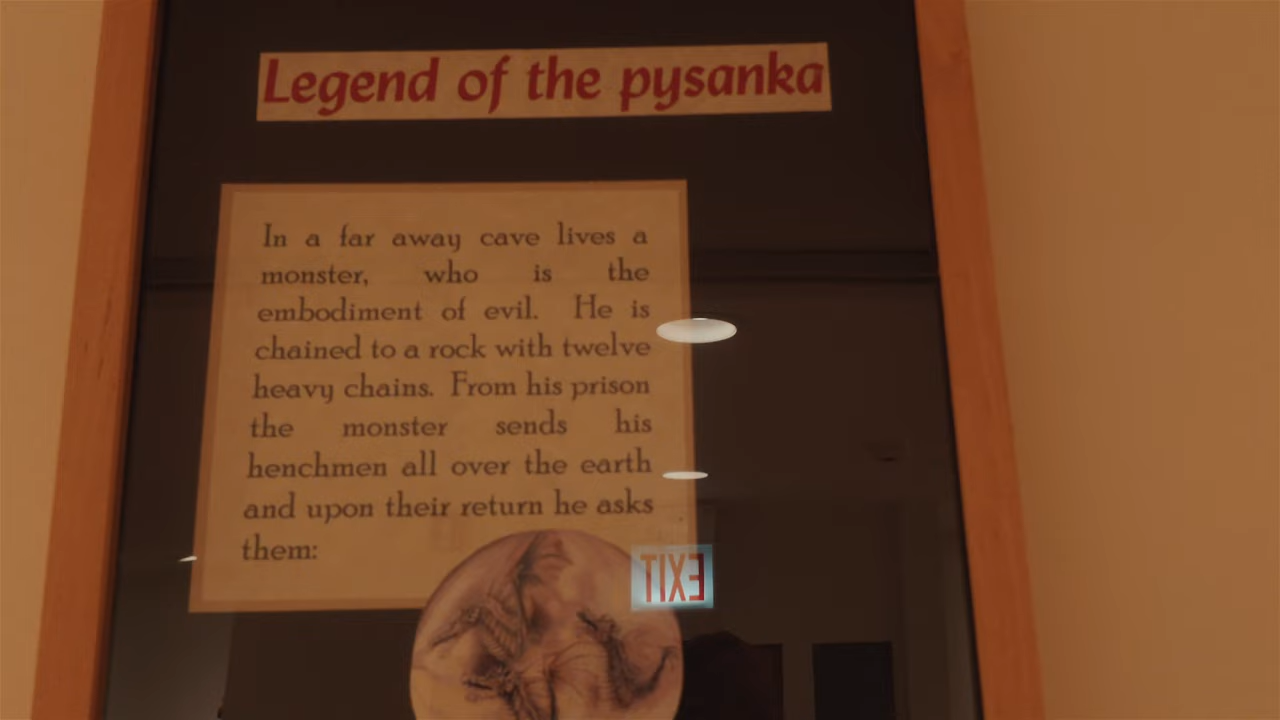 Legend of the pysanka
In a far away cave lives a
monster, who is the
embodiment of evil. He is
chained to a rock with twelve
heavy chains. From his prison
the monster sends his
henchmen all over the earth
and upon their return he asks
them:
EXIT